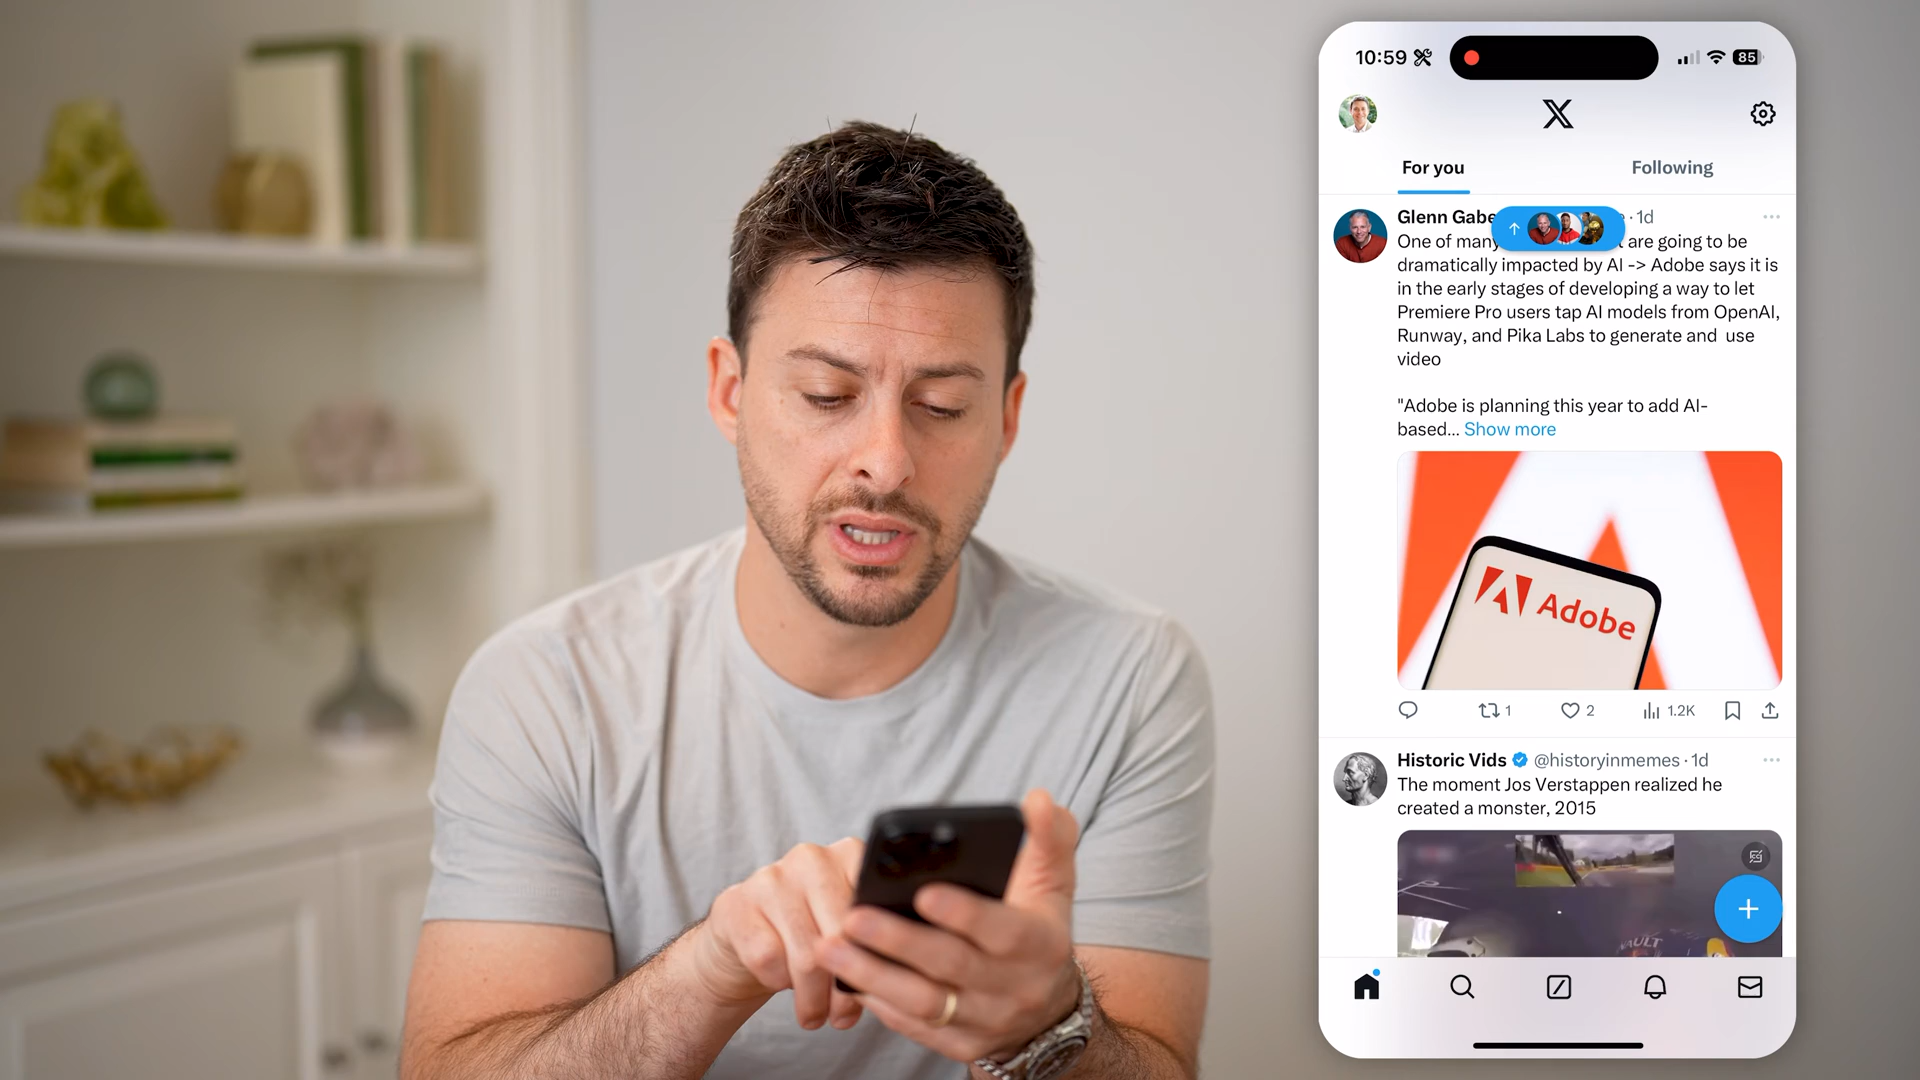 10:59
85
For you
Following
Glenn Gabe · 1d
One of many are going to be
dramatically impacted by AI -> Adobe says it is
in the early stages of developing a way to let
Premiere Pro users tap AI models from OpenAI,
Runway, and Pika Labs to generate and use
video
"Adobe is planning this year to add AI-
based... Show more
Adobe
1
2
1.2K
Historic Vids @historyinmemes · 1d
The moment Jos Verstappen realized he
created a monster, 2015